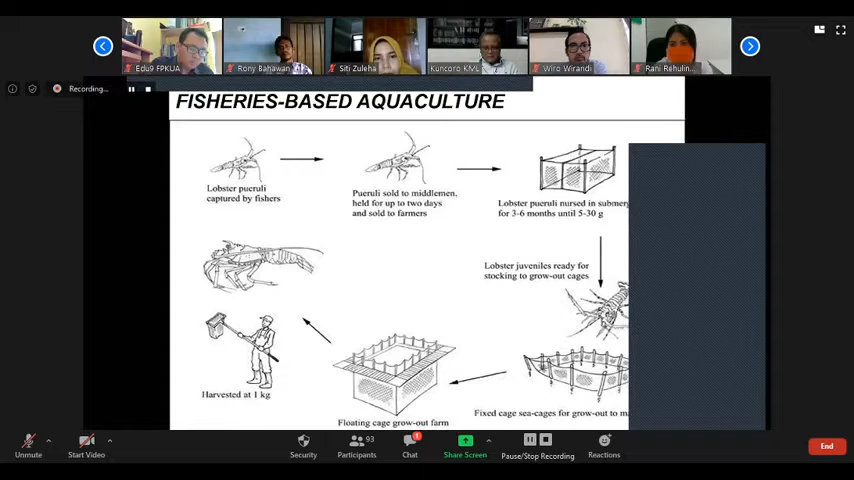 Edu9 FPKUA
Rony Bahawan
Siti Zuleha
Kuncoro KML
Wiro Wirandi
Rani Rehulin...
Recording...
FISHERIES-BASED AQUACULTURE
Lobster pueruli
captured by fishers
Pueruli sold to middlemen,
held for up to two days
and sold to farmers
Lobster pueruli nursed in submerg
for 3-6 months until 5-30 g
Lobster juveniles ready for
stocking to grow-out cages
Harvested at 1 kg
Floating cage grow-out farm
Fixed cage sea-cages for grow-out to ma
Unmute
Start Video
Security
Participants
93
Chat
1
Share Screen
Pause/Stop Recording
Reactions
End